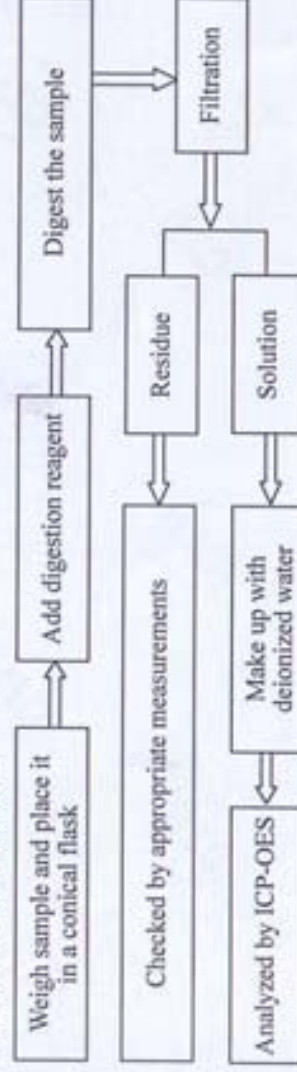 Weigh sample and place it
in a conical flask
Add digestion reagent
Digest the sample
Filtration
Residue
Checked by appropriate measurements
Solution
Make up with
deionized water
Analyzed by ICP-OES